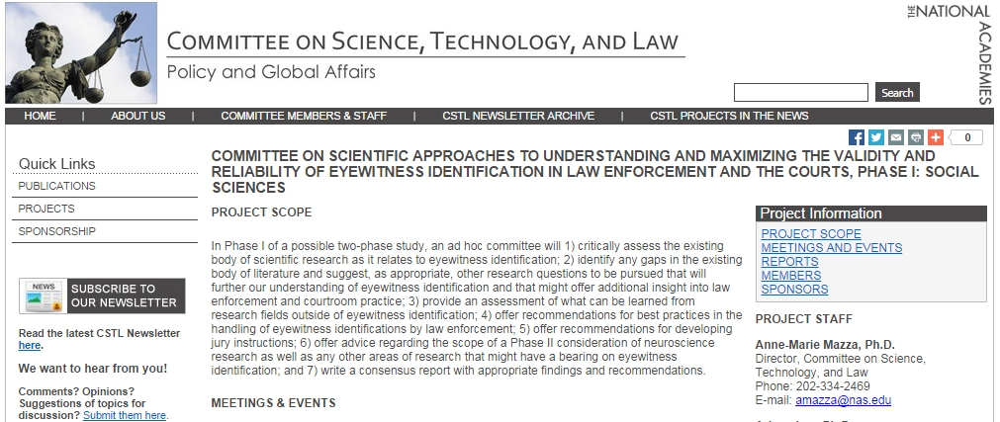 COMMITTEE ON SCIENCE, TECHNOLOGY, AND LAW
Policy and Global Affairs
THE NATIONAL
ACADEMIES
Search
HOME | ABOUT US | COMMITTEE MEMBERS & STAFF | CSTL NEWSLETTER ARCHIVE | CSTL PROJECTS IN THE NEWS
0
Quick Links
PUBLICATIONS
PROJECTS
SPONSORSHIP
NEWS
SUBSCRIBE TO
OUR NEWSLETTER
Read the latest CSTL Newsletter
here.
We want to hear from you!
Comments? Opinions?
Suggestions of topics for
discussion? Submit them here.
COMMITTEE ON SCIENTIFIC APPROACHES TO UNDERSTANDING AND MAXIMIZING THE VALIDITY AND
RELIABILITY OF EYEWITNESS IDENTIFICATION IN LAW ENFORCEMENT AND THE COURTS, PHASE I: SOCIAL
SCIENCES
PROJECT SCOPE
In Phase I of a possible two-phase study, an ad hoc committee will 1) critically assess the existing
body of scientific research as it relates to eyewitness identification; 2) identify any gaps in the existing
body of literature and suggest, as appropriate, other research questions to be pursued that will
further our understanding of eyewitness identification and that might offer additional insight into law
enforcement and courtroom practice; 3) provide an assessment of what can be learned from
research fields outside of eyewitness identification; 4) offer recommendations for best practices in the
handling of eyewitness identifications by law enforcement; 5) offer recommendations for developing
jury instructions; 6) offer advice regarding the scope of a Phase II consideration of neuroscience
research as well as any other areas of research that might have a bearing on eyewitness
identification; and 7) write a consensus report with appropriate findings and recommendations.
MEETINGS & EVENTS
Project Information
PROJECT SCOPE
MEETINGS AND EVENTS
REPORTS
MEMBERS
SPONSORS
PROJECT STAFF
Anne-Marie Mazza, Ph.D.
Director, Committee on Science,
Technology, and Law
Phone: 202-334-2469
E-mail: amazza@nas.edu